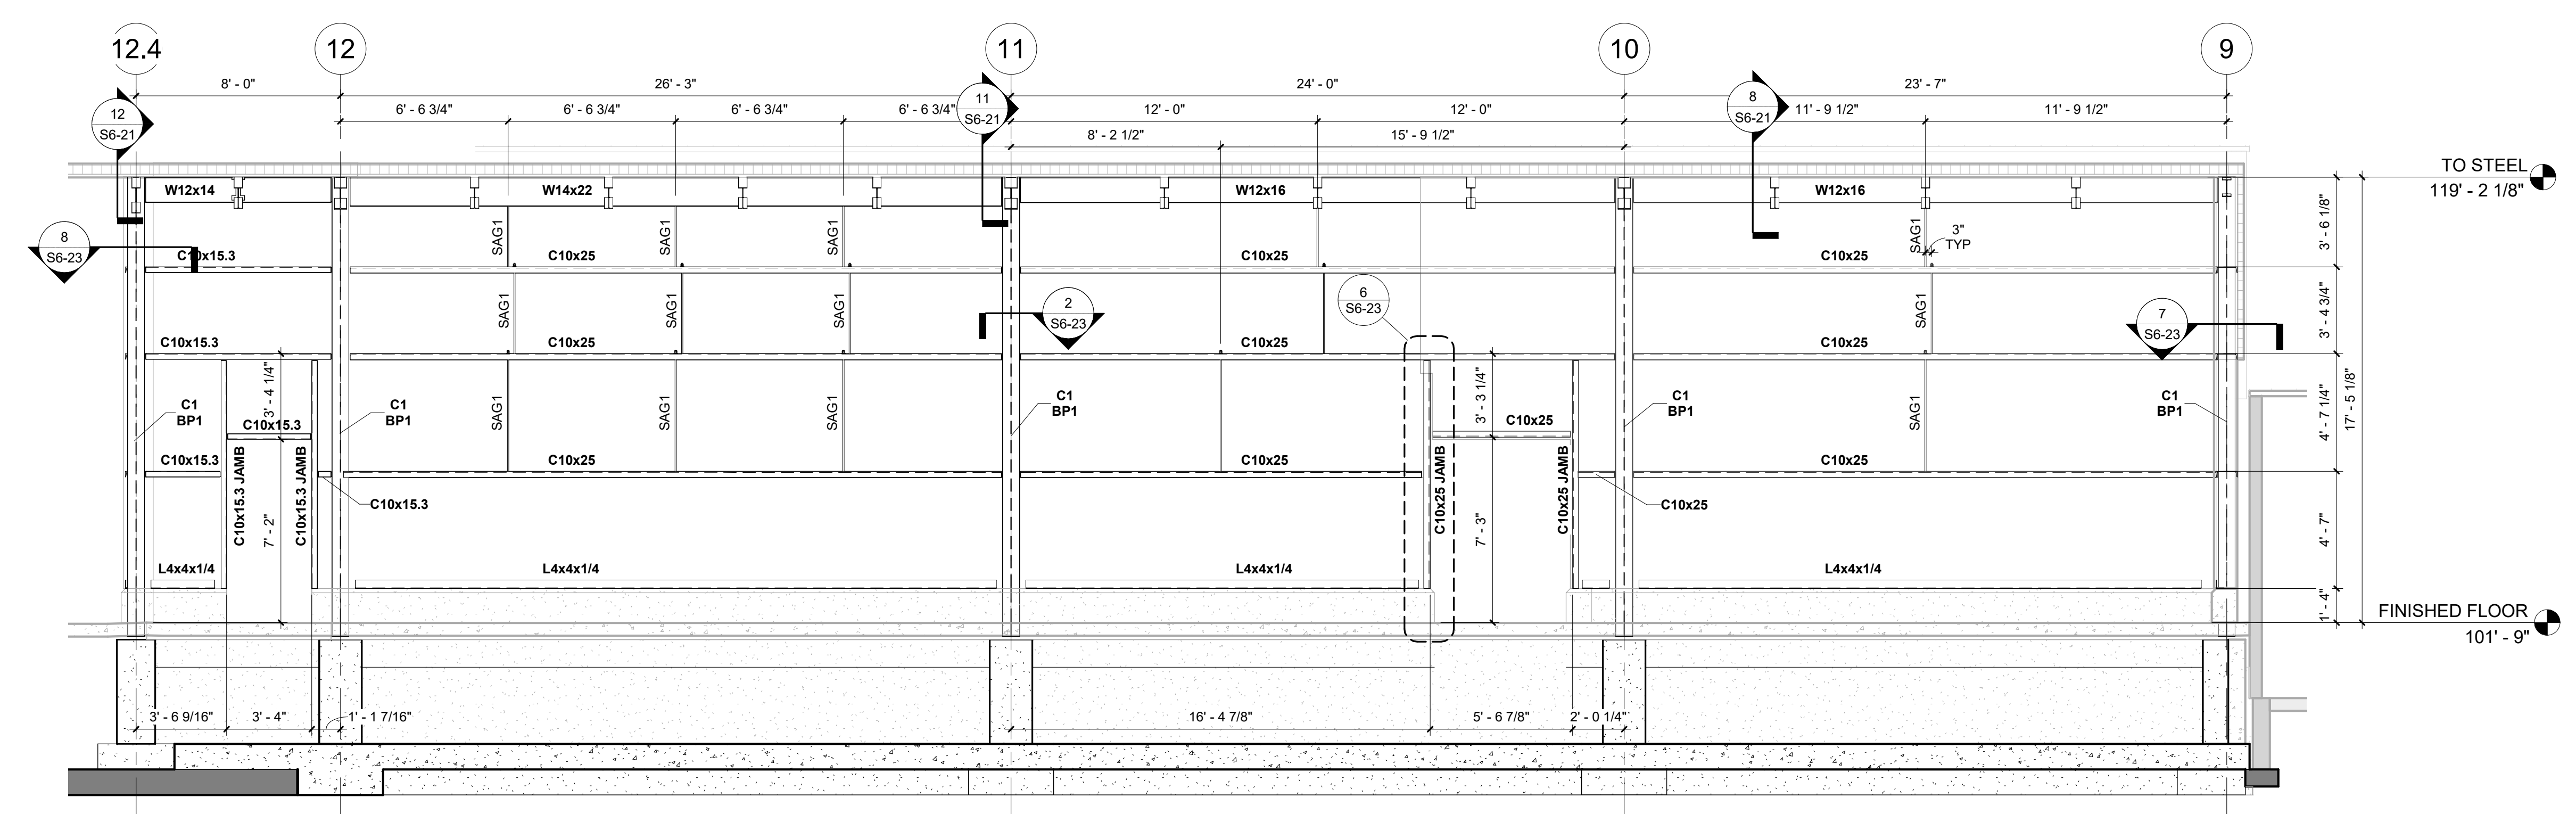 12.4
12
11
10
9
8' - 0"
26' - 3"
24' - 0"
23' - 7"
12
S6-21
6' - 6 3/4"
6' - 6 3/4"
6' - 6 3/4"
6' - 6 3/4"
11
S6-21
12' - 0"
12' - 0"
8
S6-21
11' - 9 1/2"
11' - 9 1/2"
8' - 2 1/2"
15' - 9 1/2"
W12x14
W14x22
W12x16
W12x16
TO STEEL
119' - 2 1/8"
8
S6-23
SAG1
SAG1
SAG1
SAG1
3"
TYP
3' - 6 1/8"
C10x15.3
C10x25
C10x25
C10x25
6
S6-23
2
S6-23
7
S6-23
SAG1
SAG1
SAG1
SAG1
3' - 4 3/4"
C10x15.3
C10x25
C10x25
C10x25
3' - 4 1/4"
C1
BP1
C1
BP1
SAG1
SAG1
SAG1
C1
BP1
3' - 3 1/4"
C1
BP1
SAG1
C1
BP1
4' - 7 1/4"
17' - 5 1/8"
C10x15.3
C10x25
C10x15.3
C10x25
C10x25
C10x25
C10x15.3 JAMB
7' - 2"
C10x15.3 JAMB
C10x15.3
C10x25 JAMB
7' - 3"
C10x25 JAMB
C10x25
4' - 7"
L4x4x1/4
L4x4x1/4
L4x4x1/4
L4x4x1/4
1' - 4"
FINISHED FLOOR
101' - 9"
3' - 6 9/16"
3' - 4"
1' - 1 7/16"
16' - 4 7/8"
5' - 6 7/8"
2' - 0 1/4"